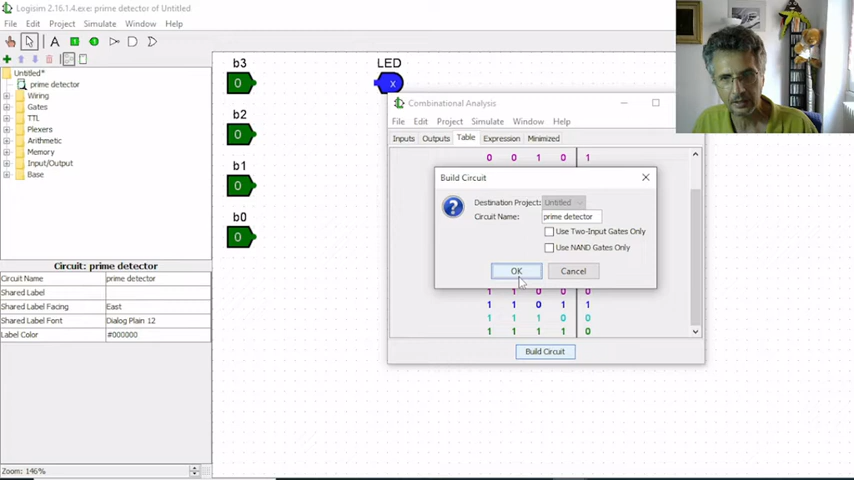 Logisim 2.16.1.4.exe: prime detector of Untitled
File Edit Project Simulate Window Help
A
Untitled*
prime detector
Wiring
Gates
TTL
Plexers
Arithmetic
Memory
Input/Output
Base
Circuit: prime detector
Circuit Name prime detector
Shared Label
Shared Label Facing East
Shared Label Font Dialog Plain 12
Label Color #000000
Zoom: 146%
b3
0
b2
0
b1
0
b0
0
LED
x
Combinational Analysis
File Edit Project Simulate Window Help
Inputs Outputs Table Expression Minimized
0 0 1 0 1
Build Circuit
Destination Project: Untitled
Circuit Name: prime detector
Use Two-Input Gates Only
Use NAND Gates Only
OK Cancel
1 1 0 0 0
1 1 0 1 1
1 1 1 0 0
1 1 1 1 0
Build Circuit